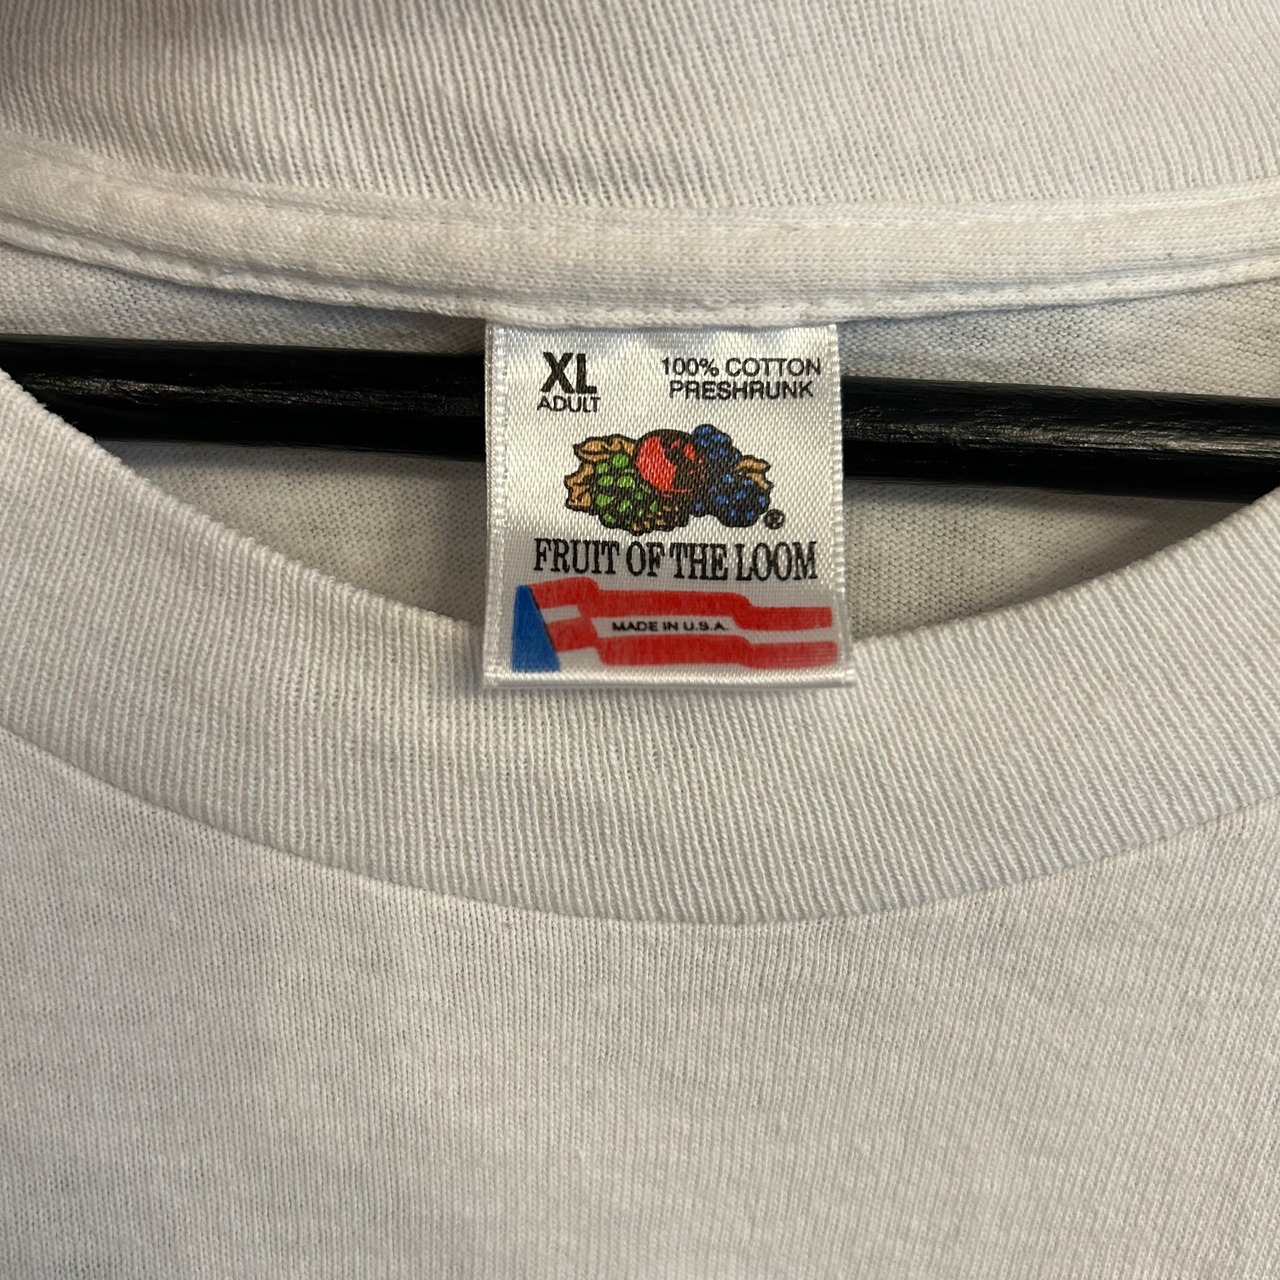 XL
ADULT
100% COTTON
PRESHRUNK
®
FRUIT OF THE LOOM
MADE IN U.S.A.